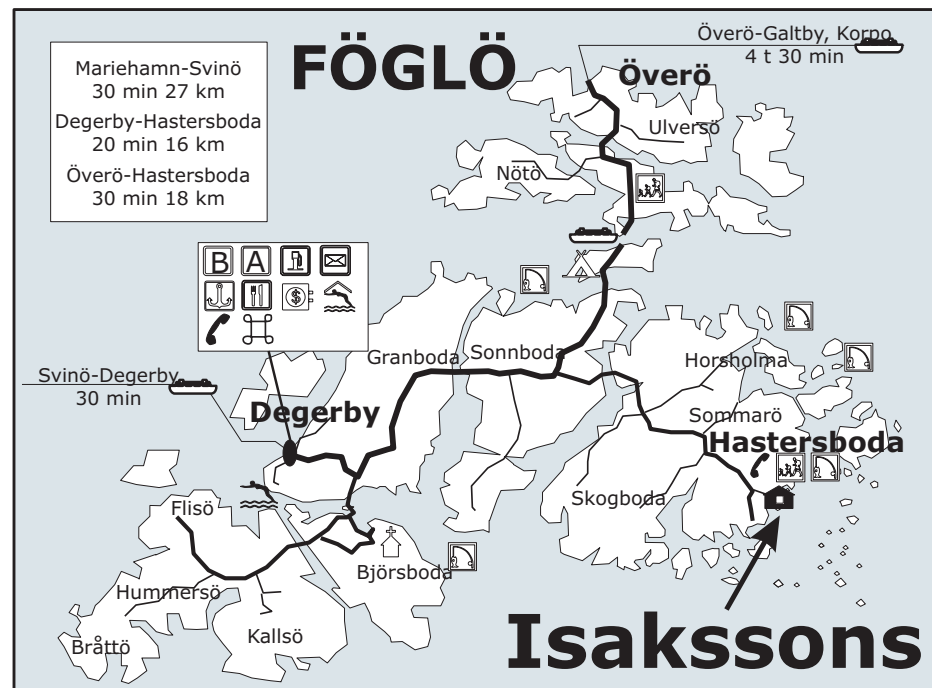 Överö-Galtby, Korpo
4 t 30 min
FÖGLÖ
Mariehamn-Svinö
30 min 27 km
Degerby-Hastersboda
20 min 16 km
Överö-Hastersboda
30 min 18 km
Överö
Ulversö
Nötö
B A
$
Granboda
Sonnboda
Horsholma
Svinö-Degerby
30 min
Degerby
Sommarö
Hastersboda
Skogboda
Flisö
Björsboda
Hummersö
Kallsö
Bråttö
Isakssons